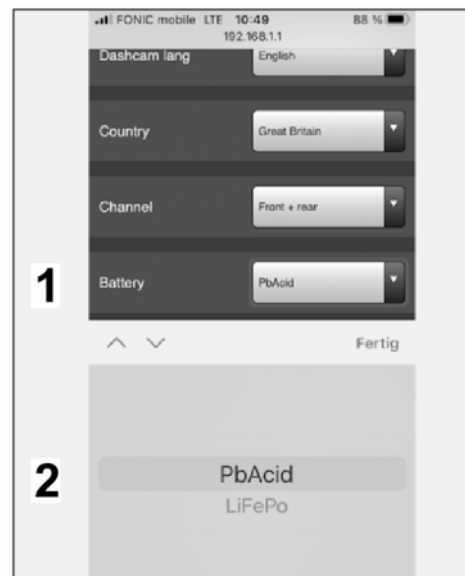 FONIC mobile LTE 10:49 88 %
192.168.1.1
Dashcam lang English
Country Great Britain
Channel Front + rear
1 Battery PbAcid
Fertig
2 PbAcid
LiFePo